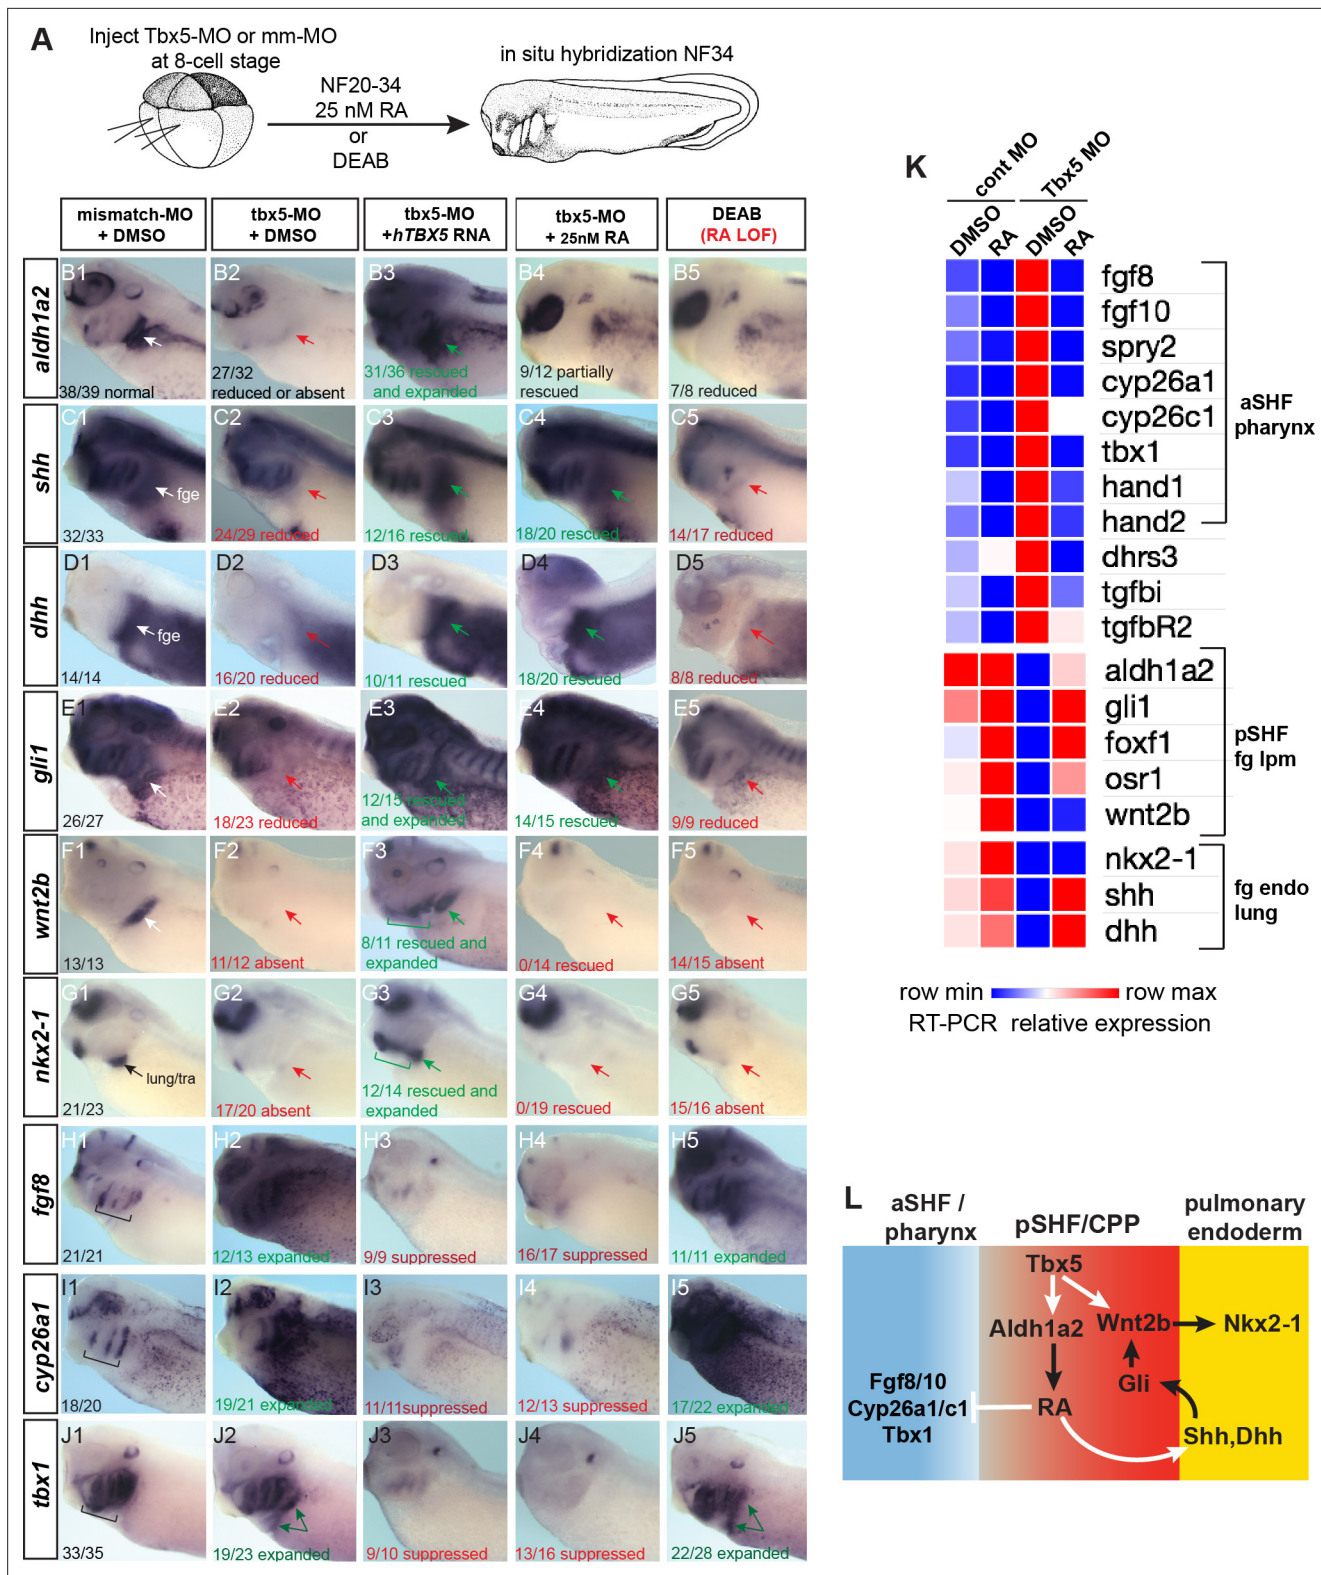 A
Inject Tbx5-MO or mm-MO
at 8-cell stage
NF20-34
25 nM RA
or
DEAB
in situ hybridization NF34
mismatch-MO
+ DMSO
tbx5-MO
+ DMSO
tbx5-MO
+hTBX5 RNA
tbx5-MO
+ 25nM RA
DEAB
(RA LOF)
aldh1a2
B1
38/39 normal
B2
27/32
reduced or absent
B3
31/36 rescued
and expanded
B4
9/12 partially
rescued
B5
7/8 reduced
shh
C1
fge
32/33
C2
24/29 reduced
C3
12/16 rescued
C4
18/20 rescued
C5
14/17 reduced
dhh
D1
fge
14/14
D2
16/20 reduced
D3
10/11 rescued
D4
18/20 rescued
D5
8/8 reduced
gli1
E1
26/27
E2
18/23 reduced
E3
12/15 rescued
and expanded
E4
14/15 rescued
E5
9/9 reduced
wnt2b
F1
13/13
F2
11/12 absent
F3
8/11 rescued and
expanded
F4
0/14 rescued
F5
14/15 absent
nkx2-1
G1
lung/tra
21/23
G2
17/20 absent
G3
12/14 rescued and
expanded
G4
0/19 rescued
G5
15/16 absent
fgf8
H1
21/21
H2
12/13 expanded
H3
9/9 suppressed
H4
16/17 suppressed
H5
11/11 expanded
cyp26a1
I1
18/20
I2
19/21 expanded
I3
11/11suppressed
I4
12/13 suppressed
I5
17/22 expanded
tbx1
J1
33/35
J2
19/23 expanded
J3
9/10 suppressed
J4
13/16 suppressed
J5
22/28 expanded
K
cont MO
Tbx5 MO
DMSO
RA
DMSO
RA
fgf8
fgf10
spry2
cyp26a1
cyp26c1
tbx1
hand1
hand2
dhrs3
tgfbi
tgfbR2
aSHF
pharynx
aldh1a2
gli1
foxf1
osr1
wnt2b
pSHF
fg lpm
nkx2-1
shh
dhh
fg endo
lung
row min
row max
RT-PCR relative expression
L
aSHF /
pharynx
pSHF/CPP
pulmonary
endoderm
Tbx5
Aldh1a2
Wnt2b
Nkx2-1
Gli
Fgf8/10
Cyp26a1/c1
Tbx1
RA
Shh,Dhh